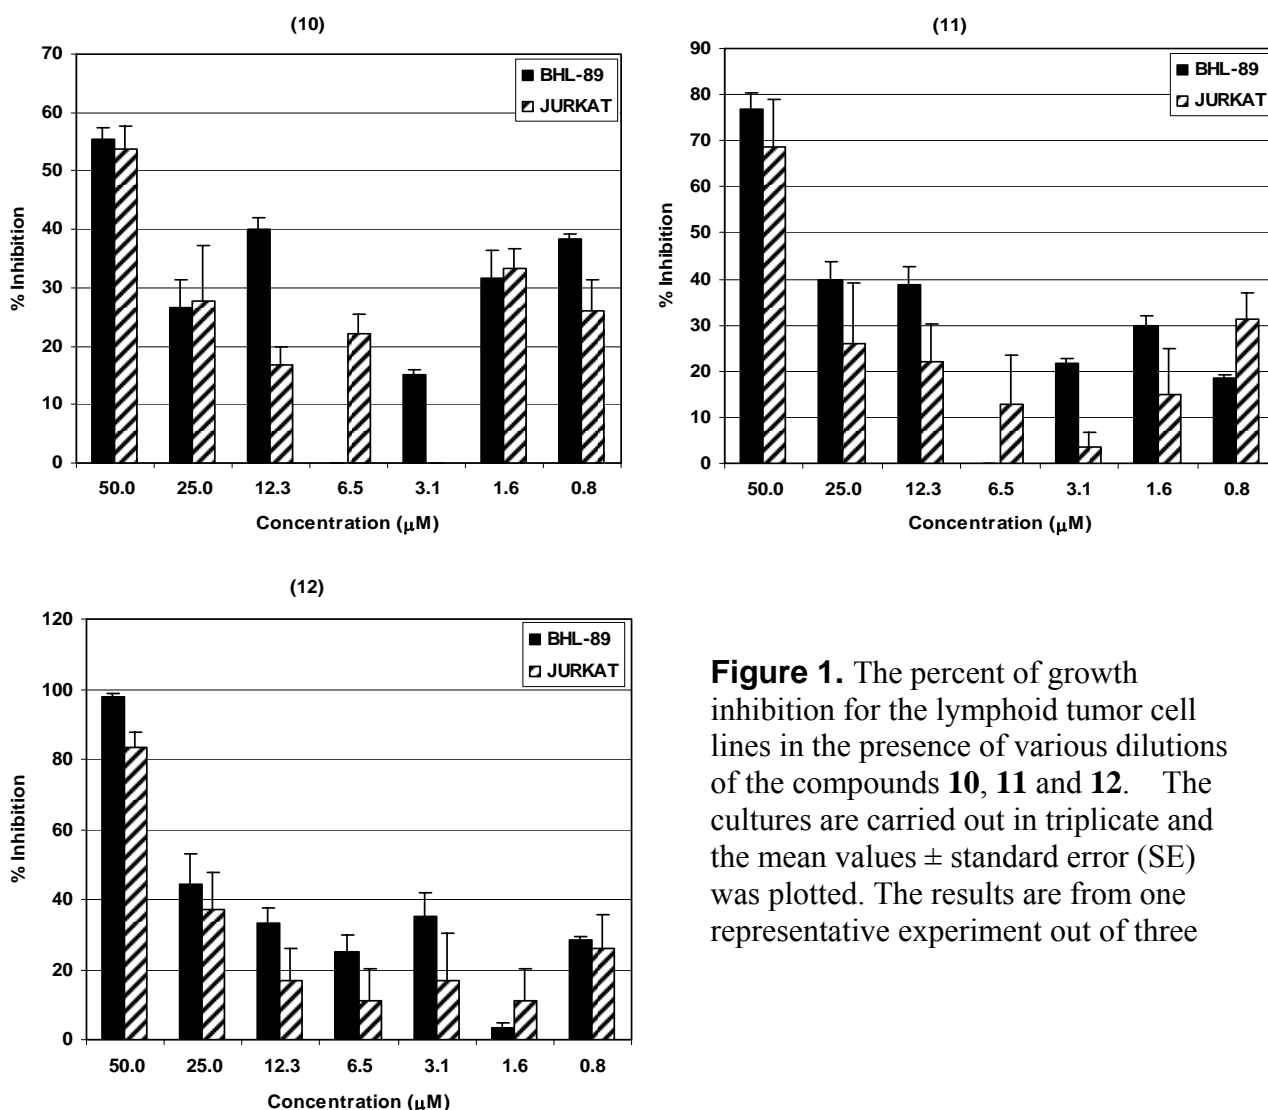 (10)
70
60
50
40
30
20
10
0
% Inhibition
BHL-89
JURKAT
50.0 25.0 12.3 6.5 3.1 1.6 0.8
Concentration (μM)
(11)
90
80
70
60
50
40
30
20
10
0
% Inhibition
BHL-89
JURKAT
50.0 25.0 12.3 6.5 3.1 1.6 0.8
Concentration (μM)
(12)
120
100
80
60
40
20
0
% Inhibition
BHL-89
JURKAT
50.0 25.0 12.3 6.5 3.1 1.6 0.8
Concentration (μM)
Figure 1. The percent of growth
inhibition for the lymphoid tumor cell
lines in the presence of various dilutions
of the compounds 10, 11 and 12. The
cultures are carried out in triplicate and
the mean values ± standard error (SE)
was plotted. The results are from one
representative experiment out of three